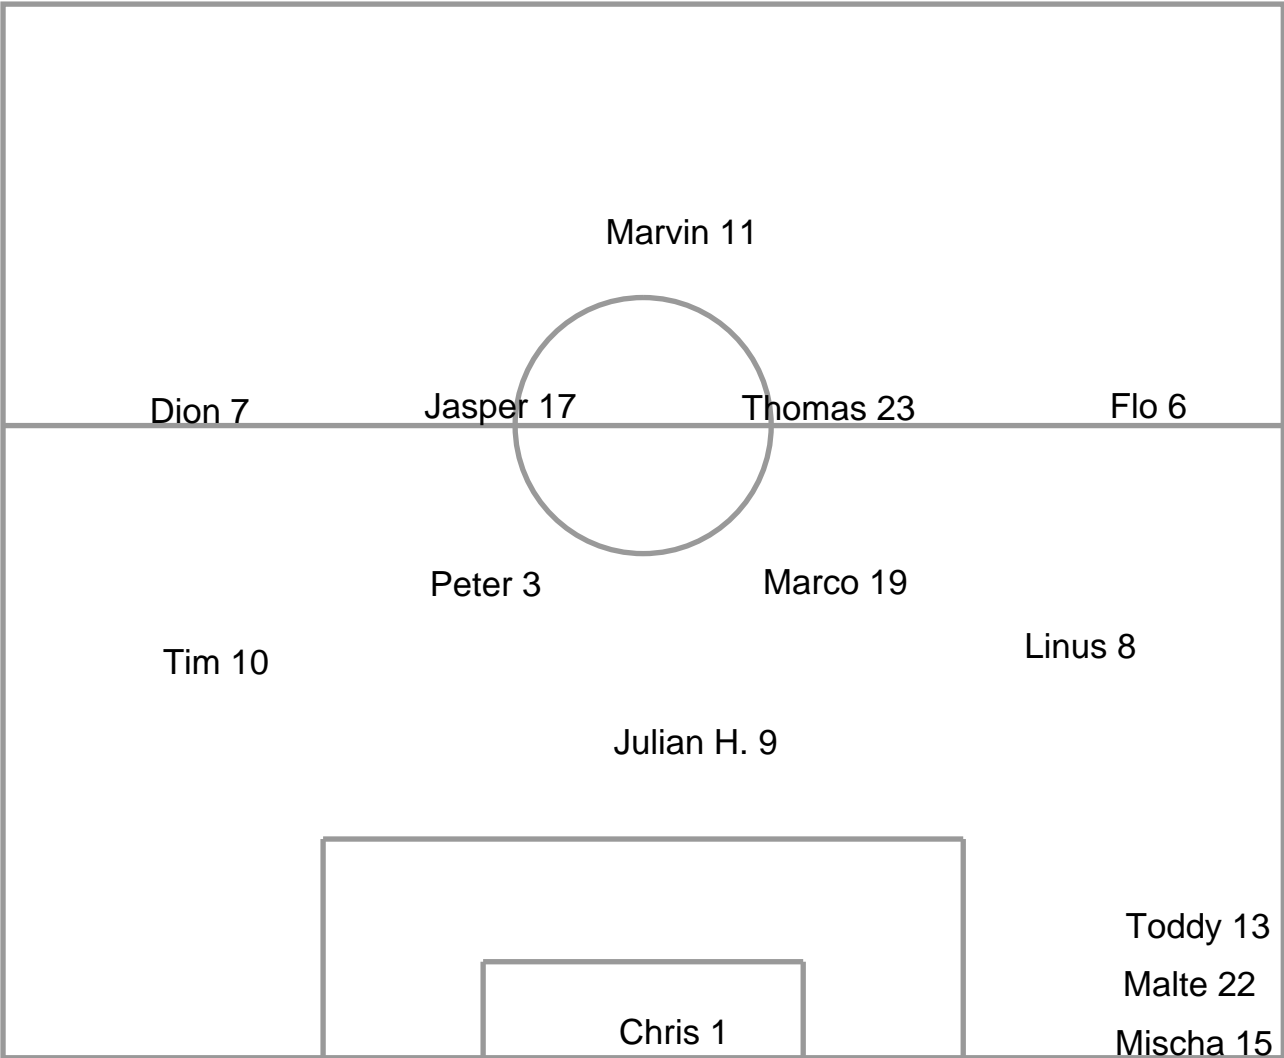 Marvin 11
Dion 7
Jasper 17
Thomas 23
Flo 6
Peter 3
Marco 19
Tim 10
Linus 8
Julian H. 9
Toddy 13
Malte 22
Chris 1
Mischa 15